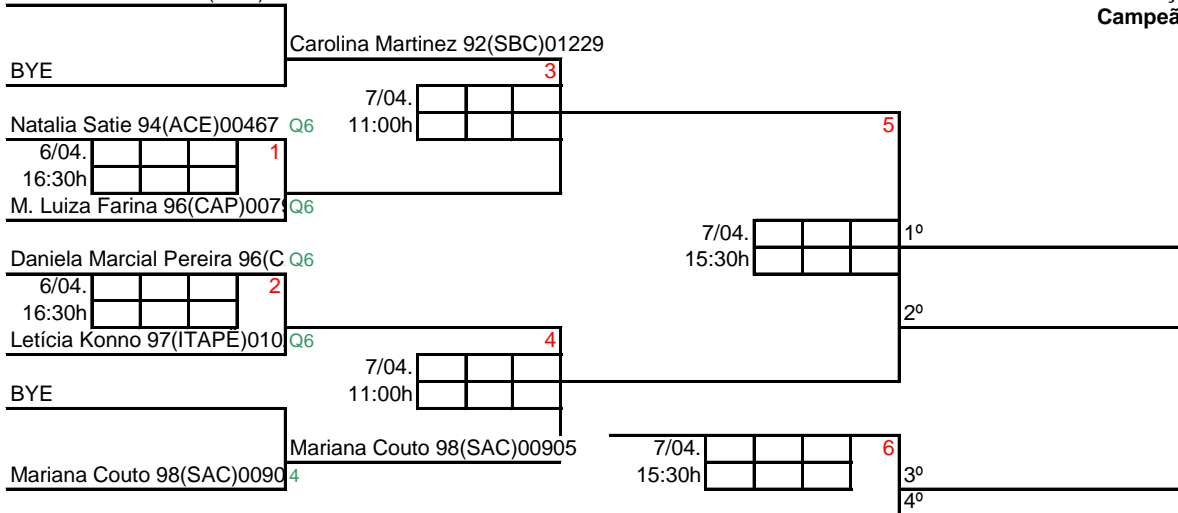 Campeã
Carolina Martinez 92(SBC)01229
BYE
3
7/04.
11:00h
Natalia Satie 94(ACE)00467 Q6
5
6/04.
1
16:30h
M. Luiza Farina 96(CAP)0079 Q6
7/04.
1º
15:30h
Daniela Marcial Pereira 96(C Q6
6/04.
2
16:30h
2º
Letícia Konno 97(ITAPÊ)010 Q6
4
7/04.
11:00h
BYE
Mariana Couto 98(SAC)00905
7/04.
6
15:30h
Mariana Couto 98(SAC)0090 4
3º
4º